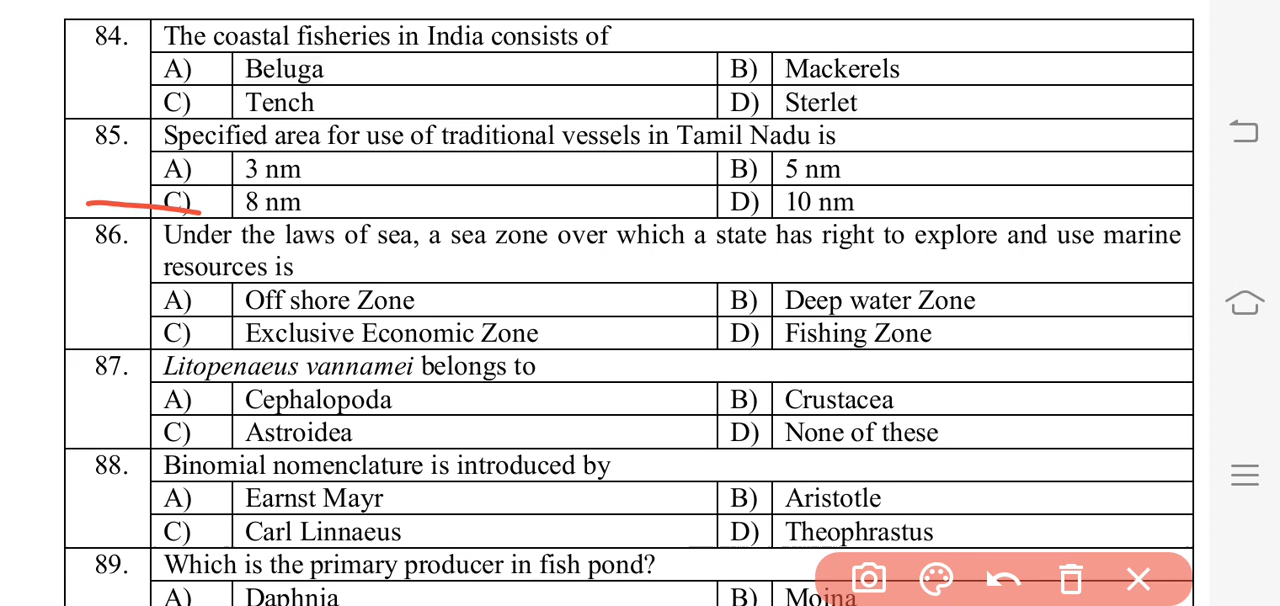 84. The coastal fisheries in India consists of
A) Beluga B) Mackerels
C) Tench D) Sterlet
85. Specified area for use of traditional vessels in Tamil Nadu is
A) 3 nm B) 5 nm
C) 8 nm D) 10 nm
86. Under the laws of sea, a sea zone over which a state has right to explore and use marine
resources is
A) Off shore Zone B) Deep water Zone
C) Exclusive Economic Zone D) Fishing Zone
87. Litopenaeus vannamei belongs to
A) Cephalopoda B) Crustacea
C) Astroidea D) None of these
88. Binomial nomenclature is introduced by
A) Earnst Mayr B) Aristotle
C) Carl Linnaeus D) Theophrastus
89. Which is the primary producer in fish pond?
A) Daphnia B) Moina